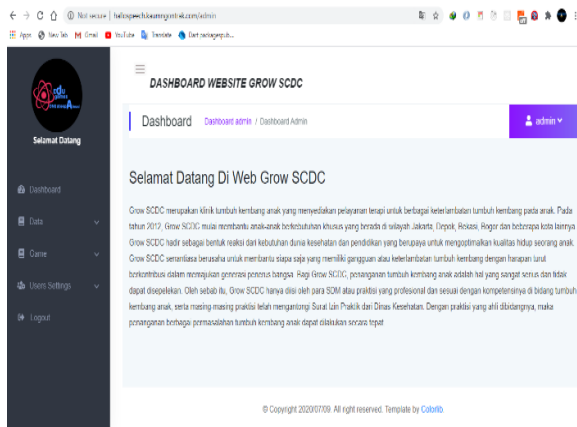 Not secure | hafospeech.kaumngontrak.com/admin
Apps New Tab Gmail YouTube Translate Dart packages pub...
edu
games
Selamat Datang
Dashboard
Data
Game
Users Settings
Logout
DASHBOARD WEBSITE GROW SCDC
Dashboard Dashboard admin / Dashboard Admin
admin
Selamat Datang Di Web Grow SCDC
Grow SCDC merupakan klinik tumbuh kembang anak yang menyediakan pelayanan terapi untuk berbagai keterlambatan tumbuh kembang pada anak. Pada
tahun 2012, Grow SCDC mulai membantu anak-anak berkebutuhan khusus yang berada di wilayah Jakarta, Depok, Bekasi, Bogor dan beberapa kota lainnya
Grow SCDC hadir sebagai bentuk reaksi dari kebutuhan dunia kesehatan dan pendidikan yang berupaya untuk mengoptimalkan kualitas hidup seorang anak.
Grow SCDC senantiasa berusaha untuk membantu siapa saja yang memiliki gangguan atau keterlambatan tumbuh kembang dengan harapan turut
berkontribusi dalam memajukan generasi penerus bangsa. Bagi Grow SCDC, penanganan tumbuh kembang anak adalah hal yang sangat serius dan tidak
dapat disepelekan. Oleh sebab itu, Grow SCDC hanya diisi oleh para SDM atau praktisi yang profesional dan sesuai dengan kompetensinya di bidang tumbuh
kembang anak, serta masing masing praktisi telah mengantongi Surat Izin Praktik dari Dinas Kesehatan. Dengan praktisi yang ahli dibidangnya, maka
penanganan berbagai permasalahan tumbuh kembang anak dapat dilakukan secara tepat
© Copyright 2020/07/09. All right reserved. Template by Colorlib.